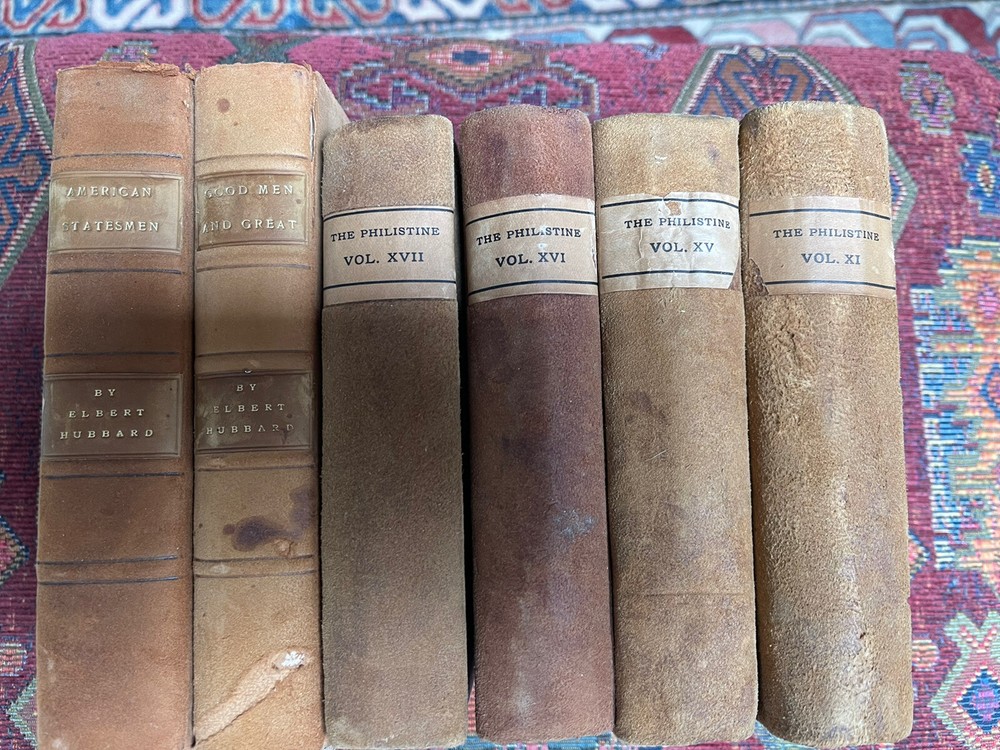 AMERICAN
STATESMEN
BY
ELBERT
HUBBARD
GOOD MEN
AND GREAT
BY
ELBERT
HUBBARD
THE PHILISTINE
VOL. XVII
THE PHILISTINE
VOL. XVI
THE PHILISTINE
VOL. XV
THE PHILISTINE
VOL. XI